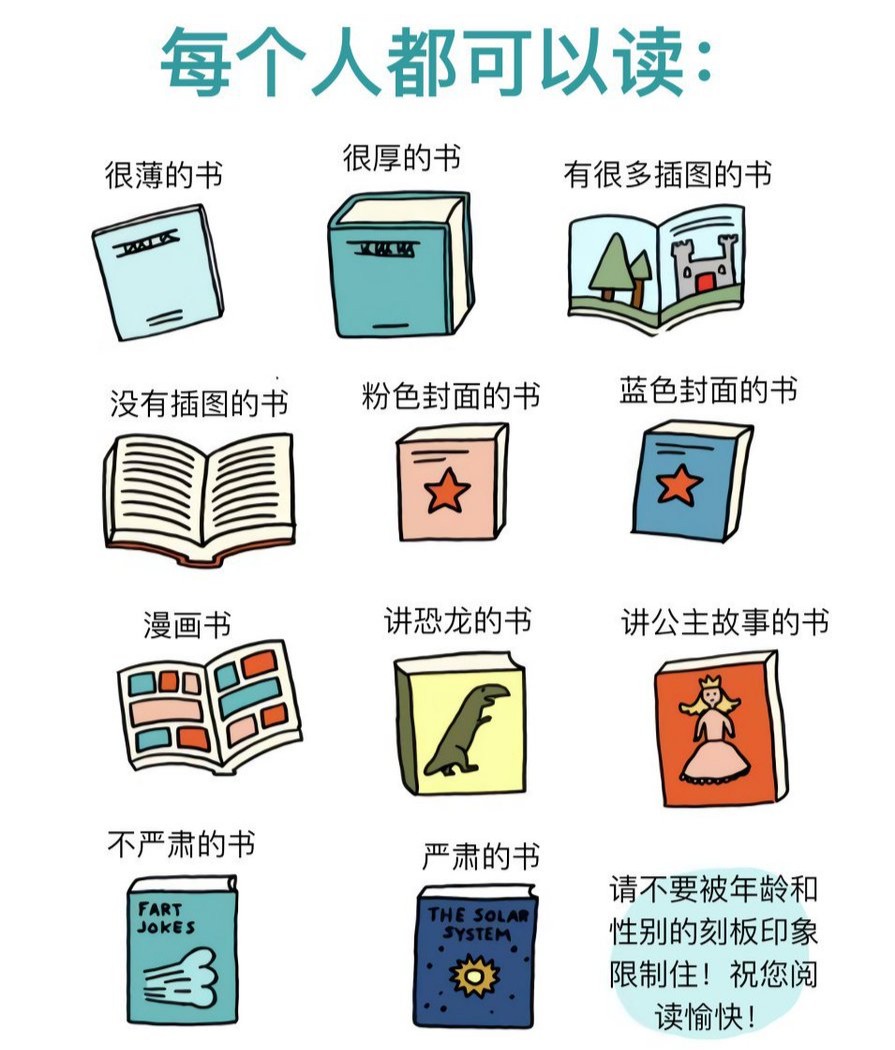 每个人都可以读：
很薄的书
很厚的书
有很多插图的书
没有插图的书
粉色封面的书
蓝色封面的书
漫画书
讲恐龙的书
讲公主故事的书
不严肃的书
FART
JOKES
严肃的书
THE SOLAR
SYSTEM
请不要被年龄和
性别的刻板印象
限制住！祝您阅
读愉快！